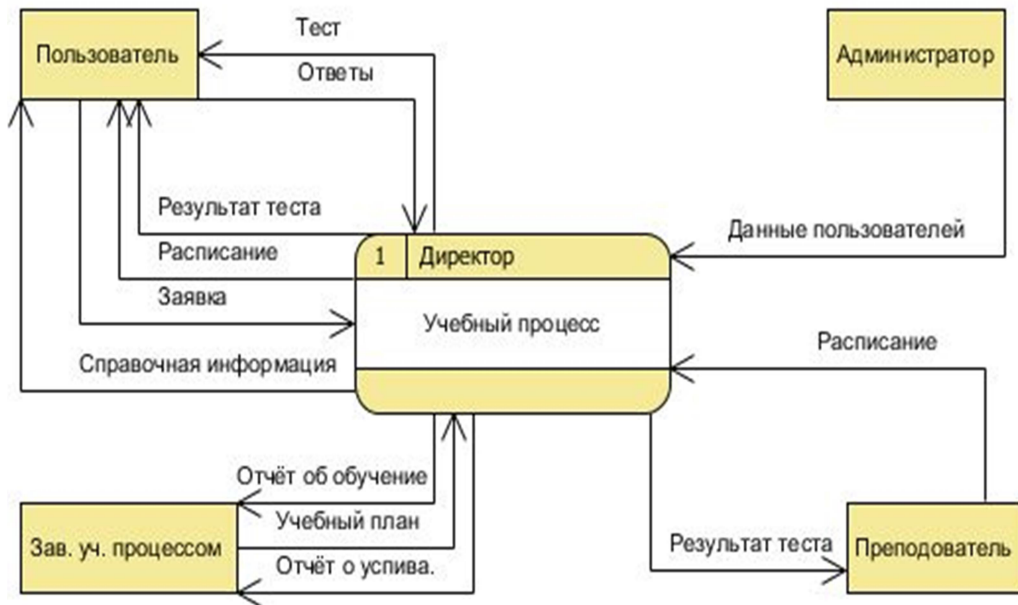 Тест
Пользователь
Администратор
Ответы
Результат теста
Данные пользователей
Расписание
1 Директор
Заявка
Учебный процесс
Расписание
Справочная информация
Отчёт об обучение
Учебный план
Зав. уч. процессом
Результат теста
Преподователь
Отчёт о успива.